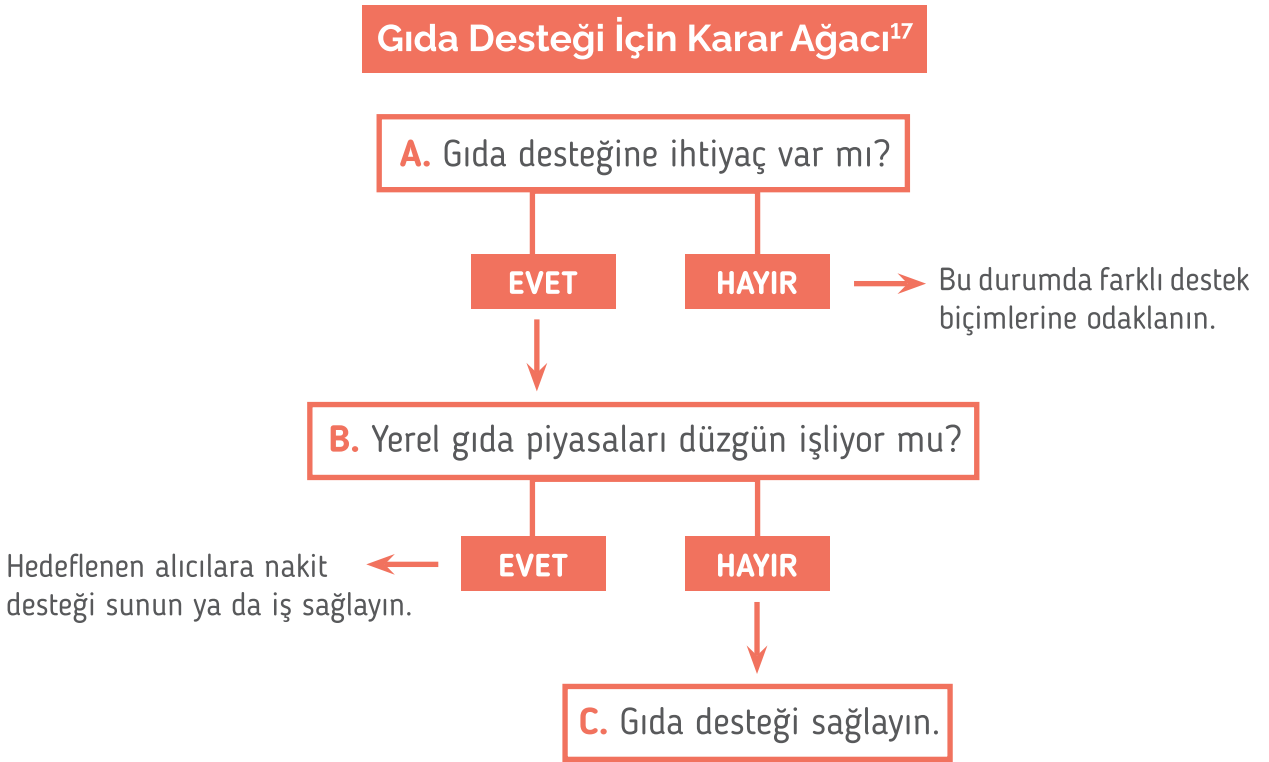 Gıda Desteği İçin Karar Ağacı¹⁷
A. Gıda desteğine ihtiyaç var mı?
EVET
HAYIR
Bu durumda farklı destek
biçimlerine odaklanın.
B. Yerel gıda piyasaları düzgün işliyor mu?
Hedeflenen alıcılara nakit
desteği sunun ya da iş sağlayın.
EVET
HAYIR
C. Gıda desteği sağlayın.